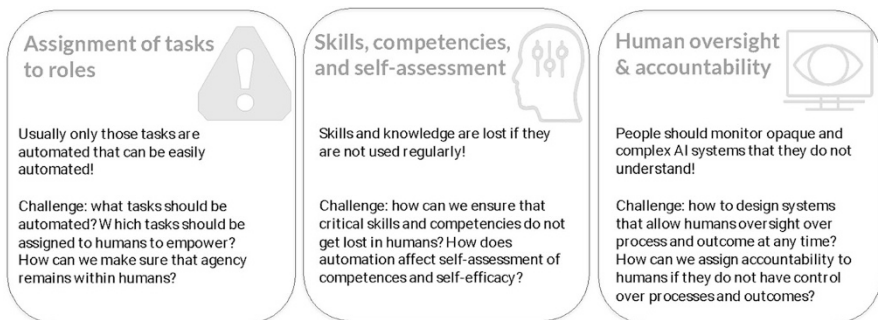 Assignment of tasks
to roles
Usually only those tasks are
automated that can be easily
automated!
Challenge: what tasks should be
automated? Which tasks should be
assigned to humans to empower?
How can we make sure that agency
remains within humans?
Skills, competencies,
and self-assessment
Skills and knowledge are lost if they
are not used regularly!
Challenge: how can we ensure that
critical skills and competencies do not
get lost in humans? How does
automation affect self-assessment of
competences and self-efficacy?
Human oversight
& accountability
People should monitor opaque and
complex AI systems that they do not
understand!
Challenge: how to design systems
that allow humans oversight over
process and outcome at any time?
How can we assign accountability to
humans if they do not have control
over processes and outcomes?